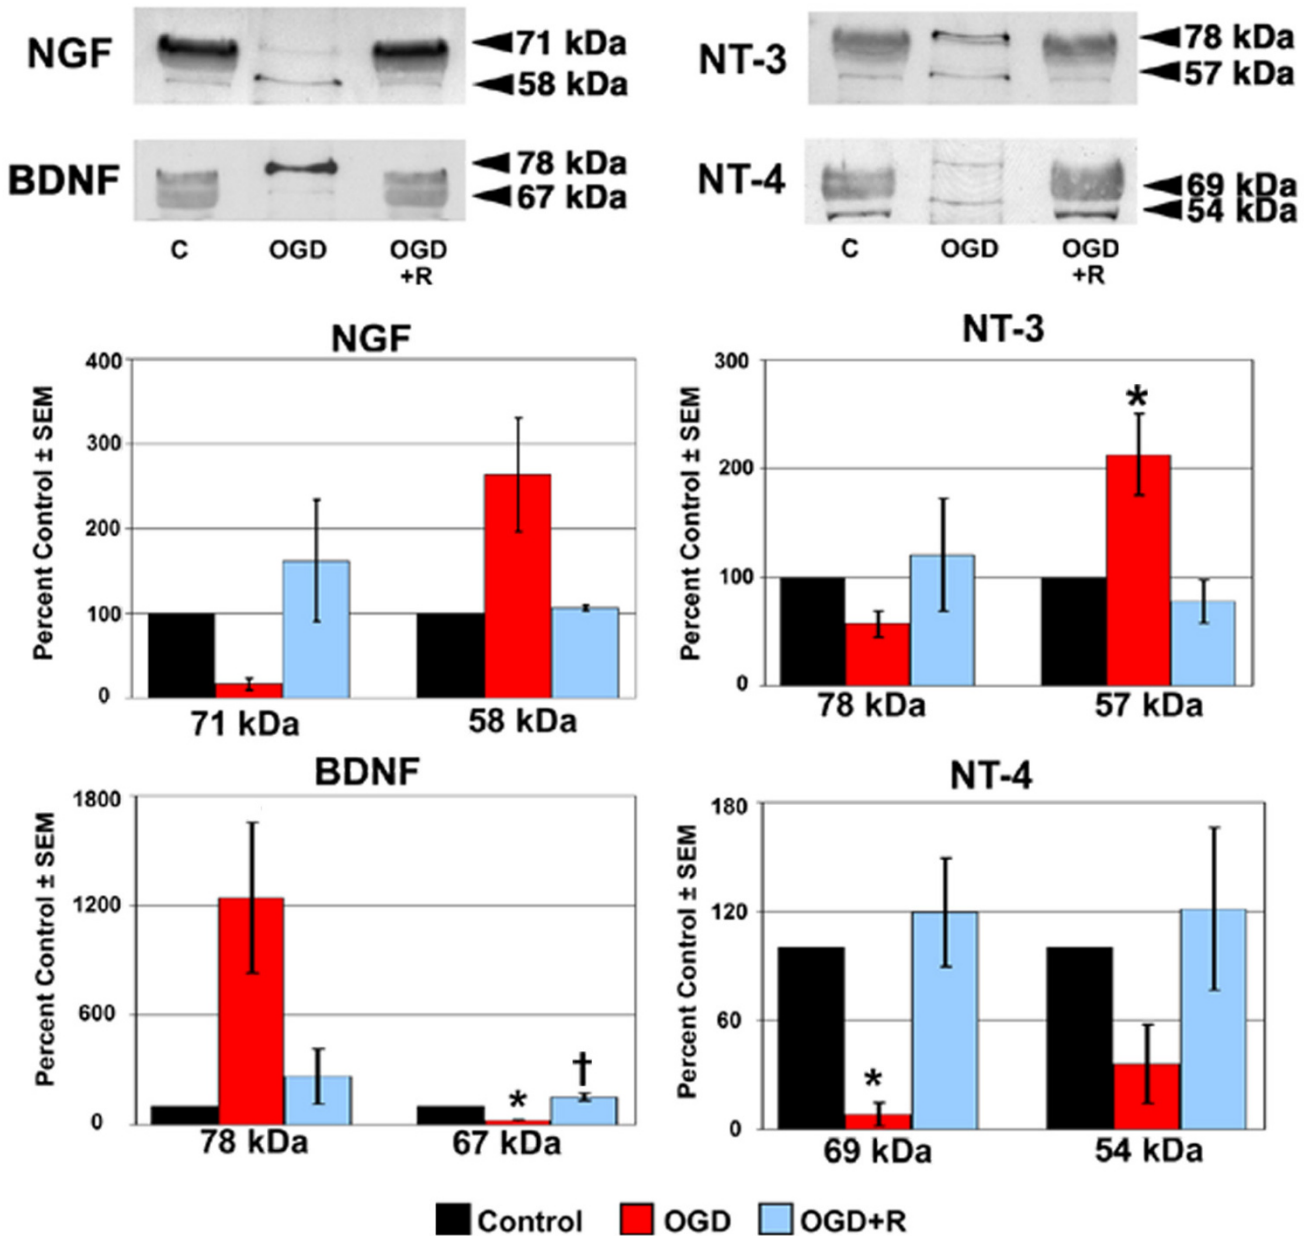 NGF
71 kDa
58 kDa
BDNF
78 kDa
67 kDa
C OGD OGD
+R
NT-3
78 kDa
57 kDa
NT-4
69 kDa
54 kDa
C OGD OGD
+R
NGF
Percent Control ± SEM
400
300
200
100
0
71 kDa 58 kDa
NT-3
Percent Control ± SEM
300
200
100
0
*
78 kDa 57 kDa
BDNF
Percent Control ± SEM
1800
1200
600
0
* †
78 kDa 67 kDa
NT-4
Percent Control ± SEM
180
120
60
0
*
69 kDa 54 kDa
Control OGD OGD+R